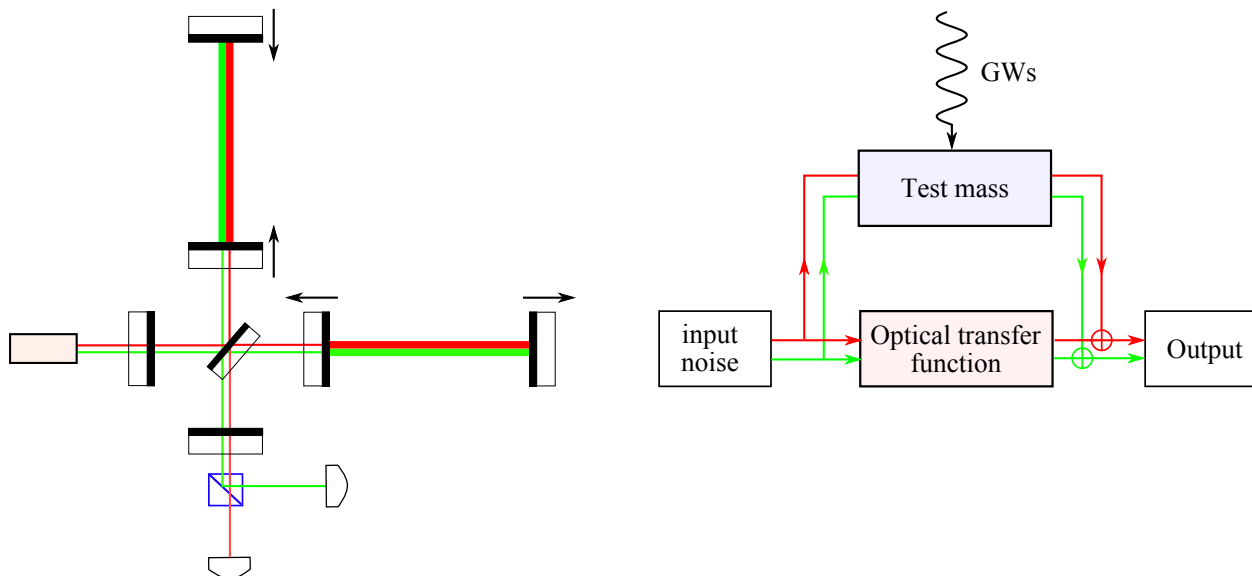 GWs
Test mass
input
noise
Optical transfer
function
Output